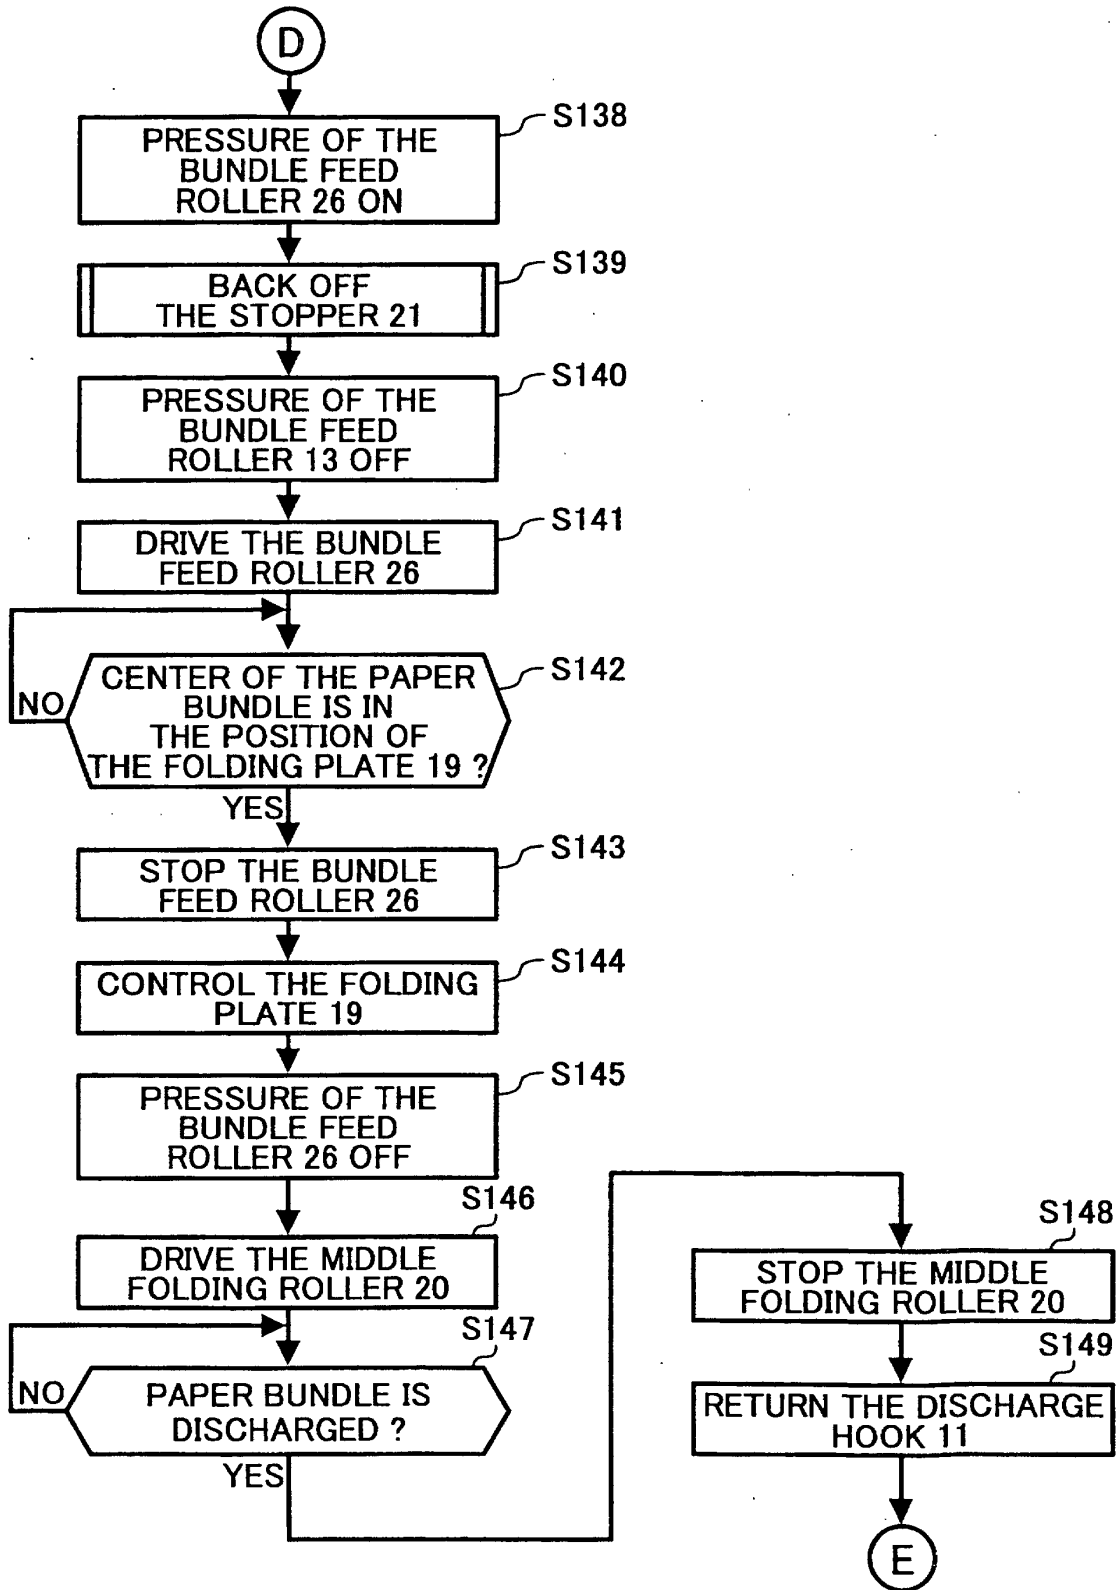 D
S138
PRESSURE OF THE
BUNDLE FEED
ROLLER 26 ON
S139
BACK OFF
THE STOPPER 21
S140
PRESSURE OF THE
BUNDLE FEED
ROLLER 13 OFF
S141
DRIVE THE BUNDLE
FEED ROLLER 26
S142
CENTER OF THE PAPER
BUNDLE IS IN
THE POSITION OF
THE FOLDING PLATE 19 ?
NO
YES
S143
STOP THE BUNDLE
FEED ROLLER 26
S144
CONTROL THE FOLDING
PLATE 19
S145
PRESSURE OF THE
BUNDLE FEED
ROLLER 26 OFF
S146
DRIVE THE MIDDLE
FOLDING ROLLER 20
S147
PAPER BUNDLE IS
DISCHARGED ?
NO
YES
S148
STOP THE MIDDLE
FOLDING ROLLER 20
S149
RETURN THE DISCHARGE
HOOK 11
E